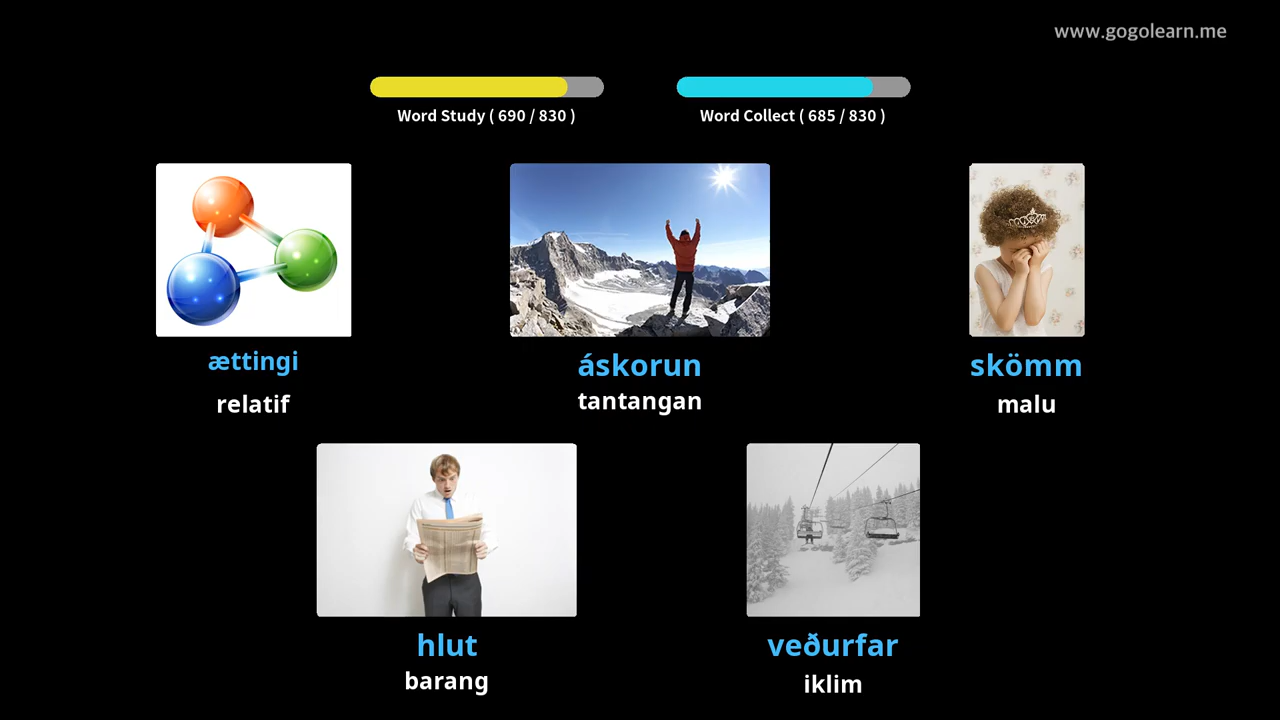 www.gogolearn.me
Word Study ( 690 / 830 )
Word Collect ( 685 / 830 )
ættingi
relatif
áskorun
tantangan
skömm
malu
hlut
barang
veðurfar
iklim